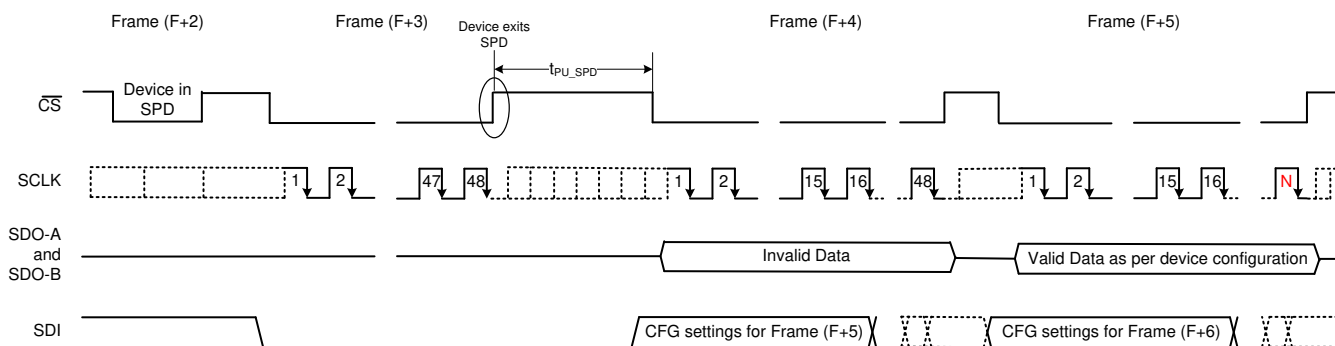 Frame (F+2)
Frame (F+3)
Device exits
SPD
Frame (F+4)
Frame (F+5)
tPU_SPD
CS
Device in
SPD
SCLK
1 2 47 48 1 2 15 16 48 1 2 15 16 N
SDO-A
and
SDO-B
Invalid Data
Valid Data as per device configuration
SDI
CFG settings for Frame (F+5)
CFG settings for Frame (F+6)